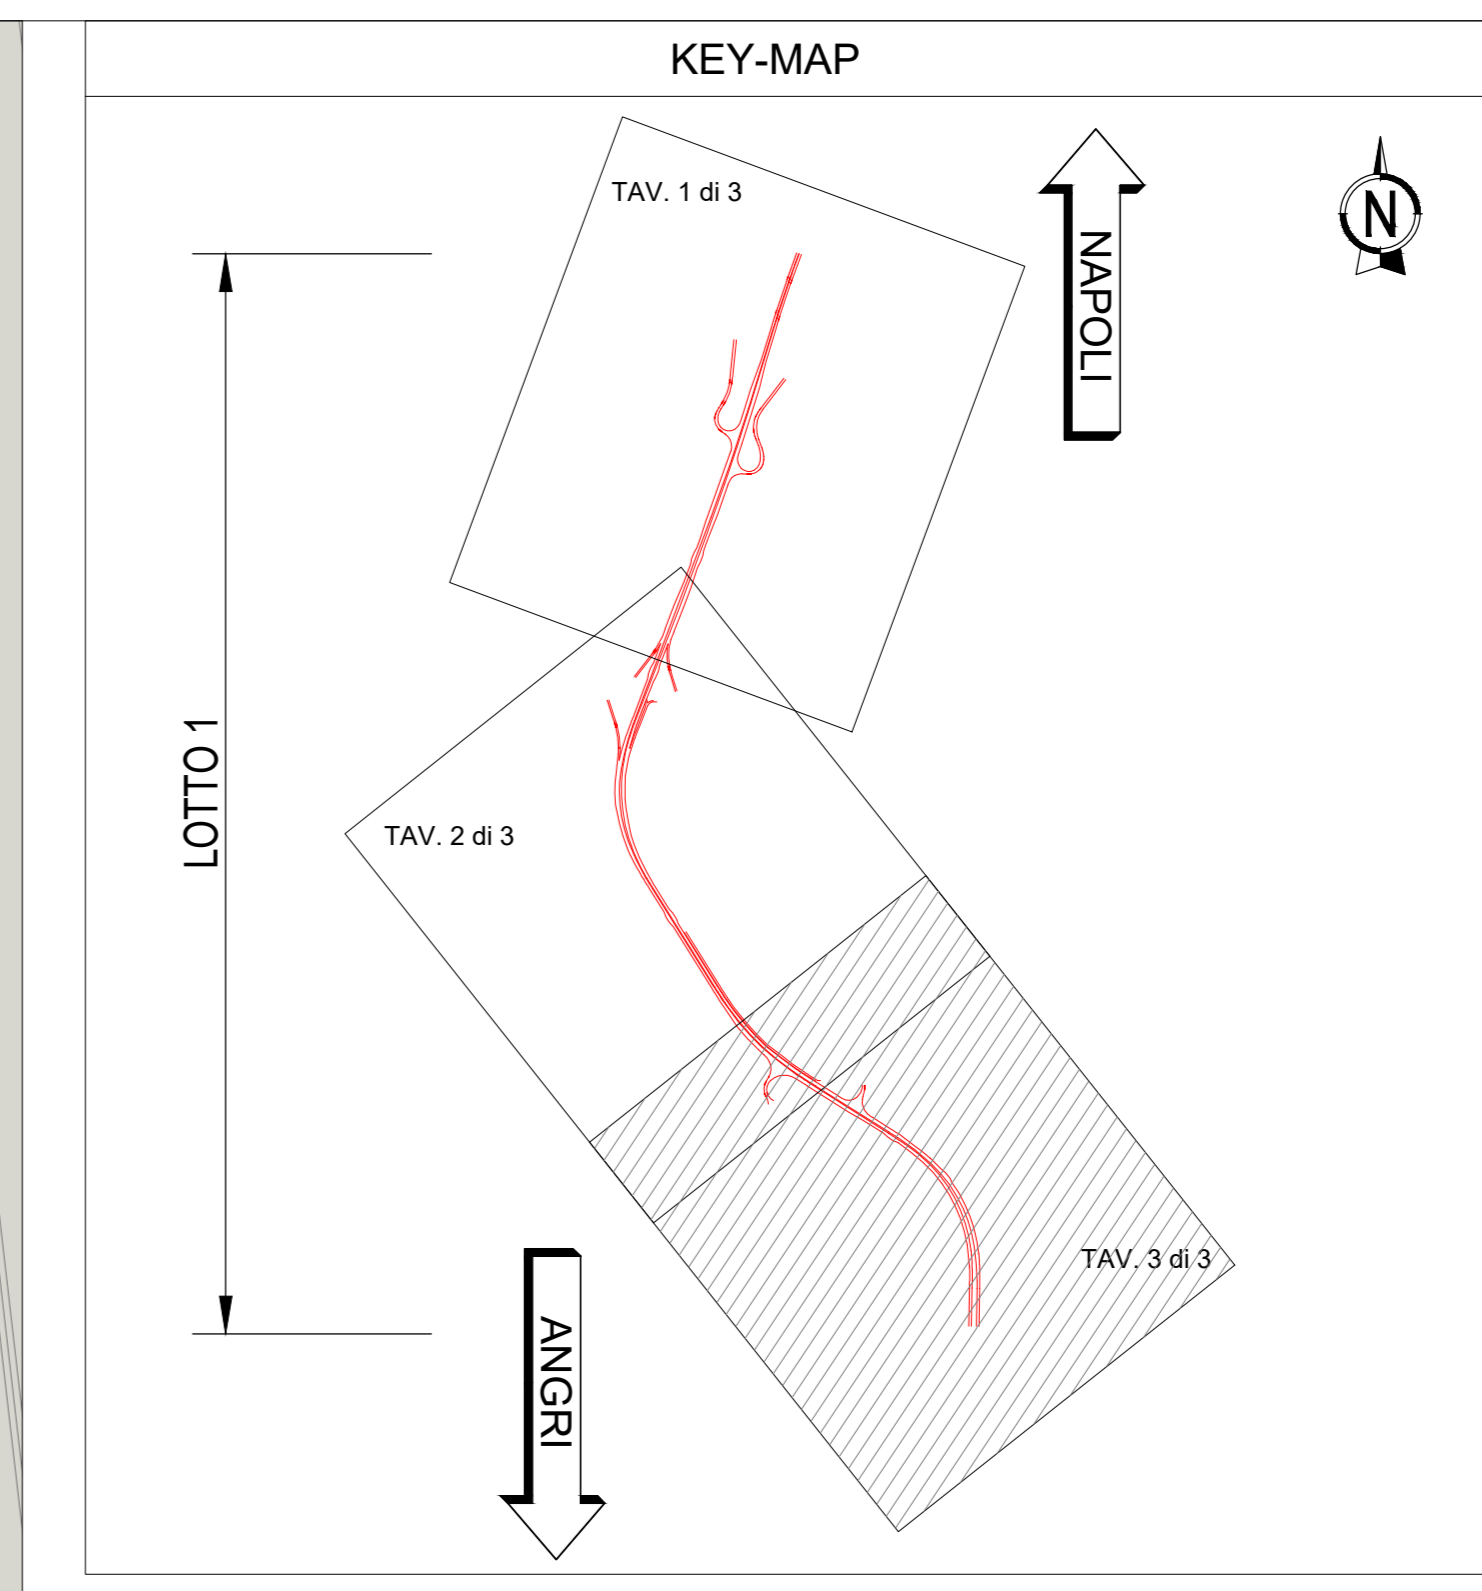 KEY-MAP
TAV. 1 di 3
NAPOLI
N
LOTTO 1
TAV. 2 di 3
TAV. 3 di 3
ANGRI